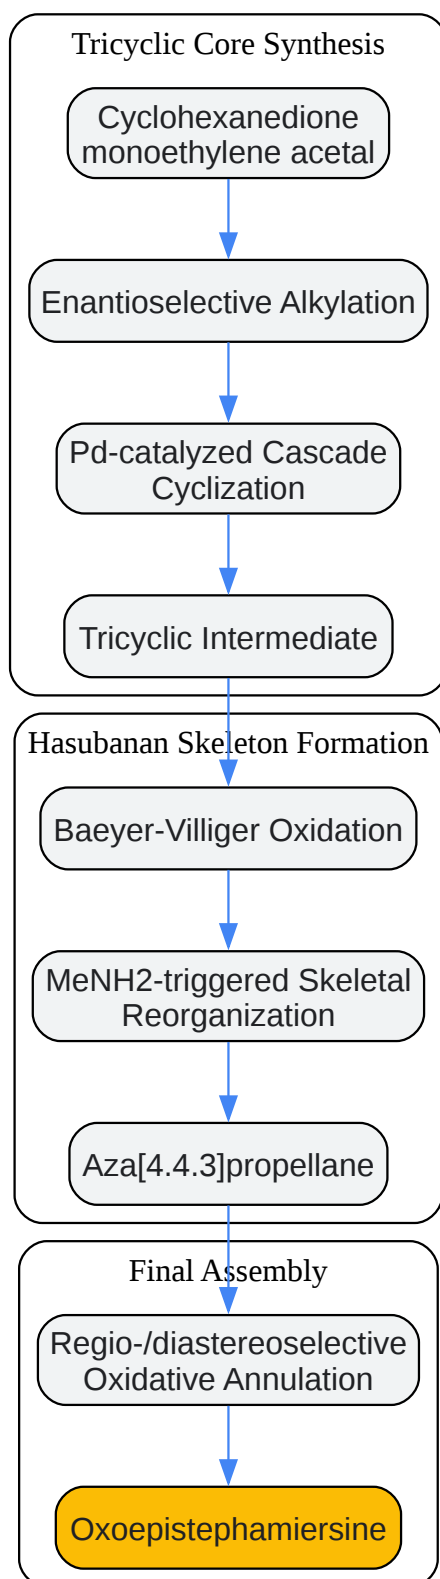 Tricyclic Core Synthesis
Cyclohexanedione
monoethylene acetal
Enantioselective Alkylation
Pd-catalyzed Cascade
Cyclization
Tricyclic Intermediate
Hasubanan Skeleton Formation
Baeyer-Villiger Oxidation
MeNH2-triggered Skeletal
Reorganization
Aza[4.4.3]propellane
Final Assembly
Regio-/diastereoselective
Oxidative Annulation
Oxoepistephamiersine